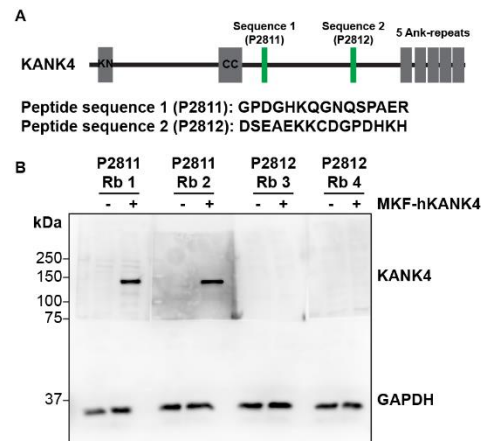 A
Sequence 1 Sequence 2
(P2811) (P2812) 5 Ank-repeats
KANK4 KN CC
Peptide sequence 1 (P2811): GPDGHKQGNQSPAER
Peptide sequence 2 (P2812): DSEAEKKCDGPDHKH
B
P2811 P2811 P2812 P2812
Rb 1 Rb 2 Rb 3 Rb 4
- + - + - + - + MKF-hKANK4
kDa
250
150 KANK4
100
75
37 GAPDH